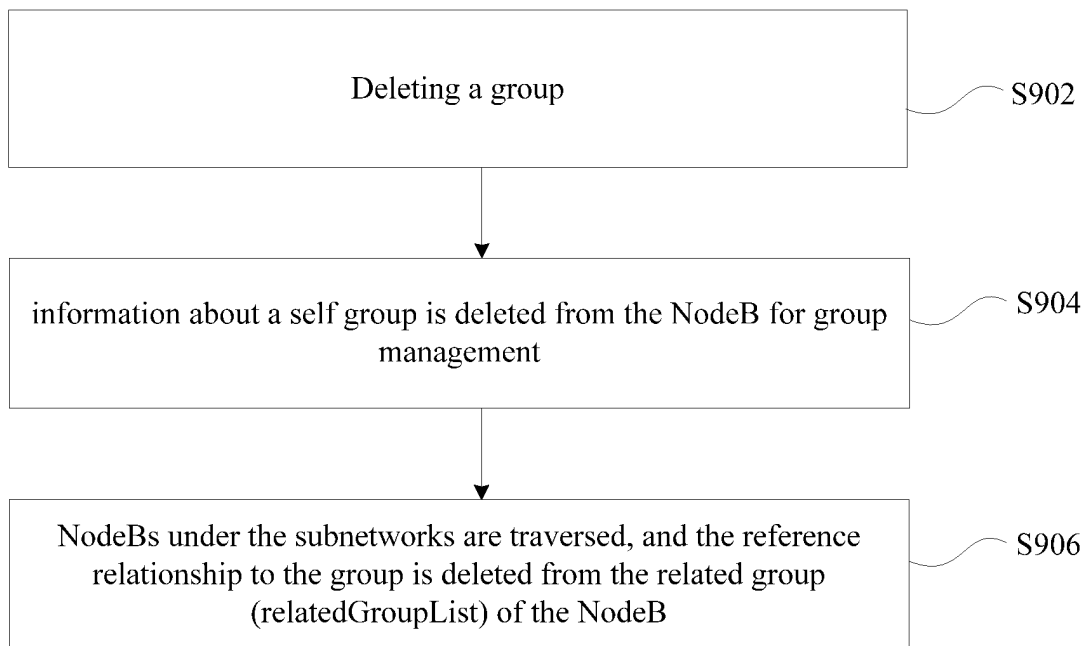 Deleting a group
S902
information about a self group is deleted from the NodeB for group
management
S904
NodeBs under the subnetworks are traversed, and the reference
relationship to the group is deleted from the related group
(relatedGroupList) of the NodeB
S906